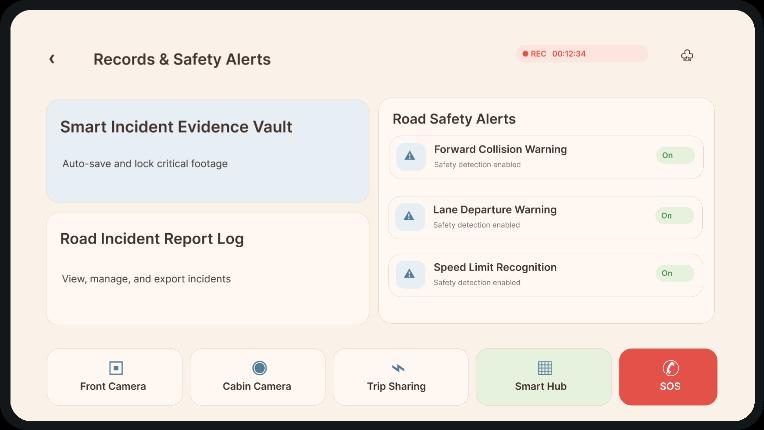 Records & Safety Alerts
REC 00:12:34
Smart Incident Evidence Vault
Auto-save and lock critical footage
Road Incident Report Log
View, manage, and export incidents
Road Safety Alerts
Forward Collision Warning
Safety detection enabled
On
Lane Departure Warning
Safety detection enabled
On
Speed Limit Recognition
Safety detection enabled
On
Front Camera
Cabin Camera
Trip Sharing
Smart Hub
SOS